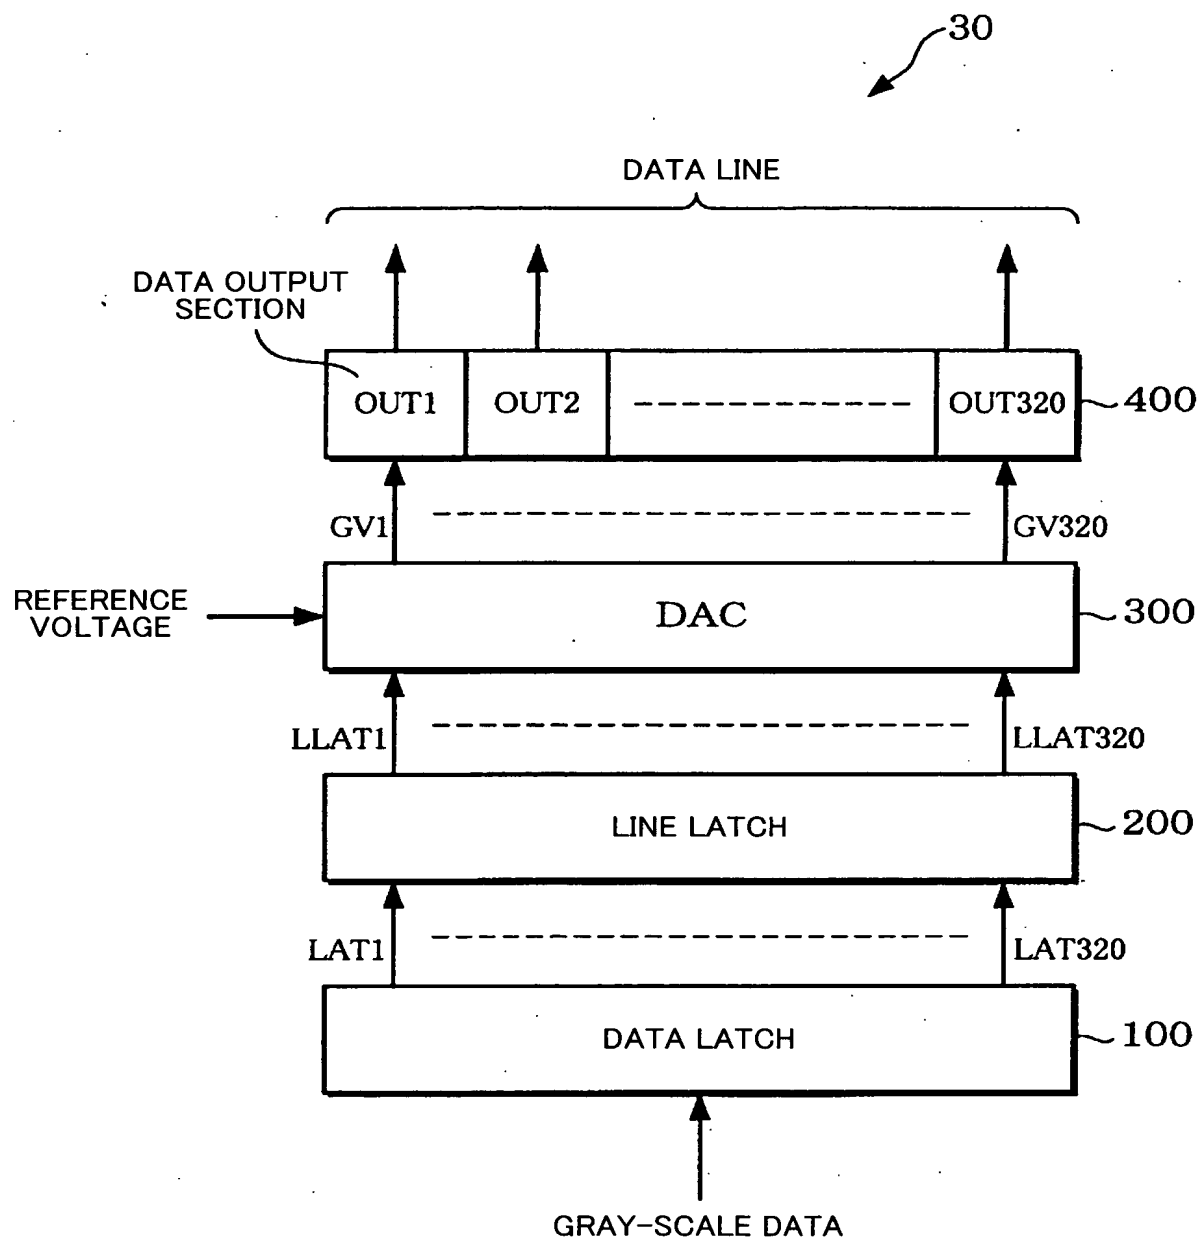 30
DATA LINE
DATA OUTPUT
SECTION
OUT1 OUT2 OUT320 400
GV1 GV320
REFERENCE
VOLTAGE
DAC 300
LLAT1 LLAT320
LINE LATCH 200
LAT1 LAT320
DATA LATCH 100
GRAY-SCALE DATA